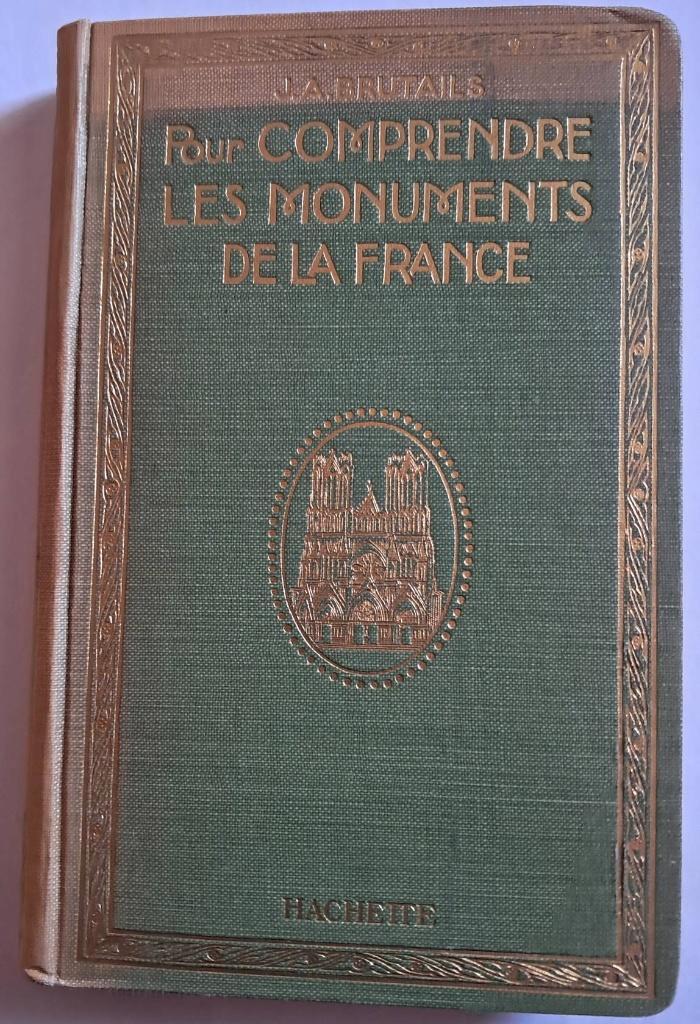 J.A. BRUTAILS
Pour COMPRENDRE
LES MONUMENTS
DE LA FRANCE
HACHETTE